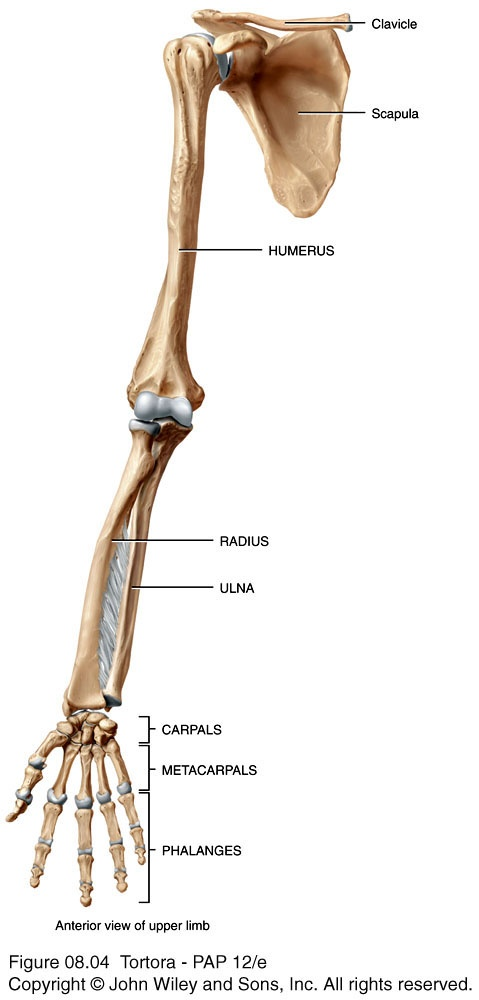 Clavicle
Scapula
HUMERUS
RADIUS
ULNA
CARPALS
METACARPALS
PHALANGES
Anterior view of upper limb
Figure 08.04  Tortora - PAP 12/e
Copyright © John Wiley and Sons, Inc. All rights reserved.